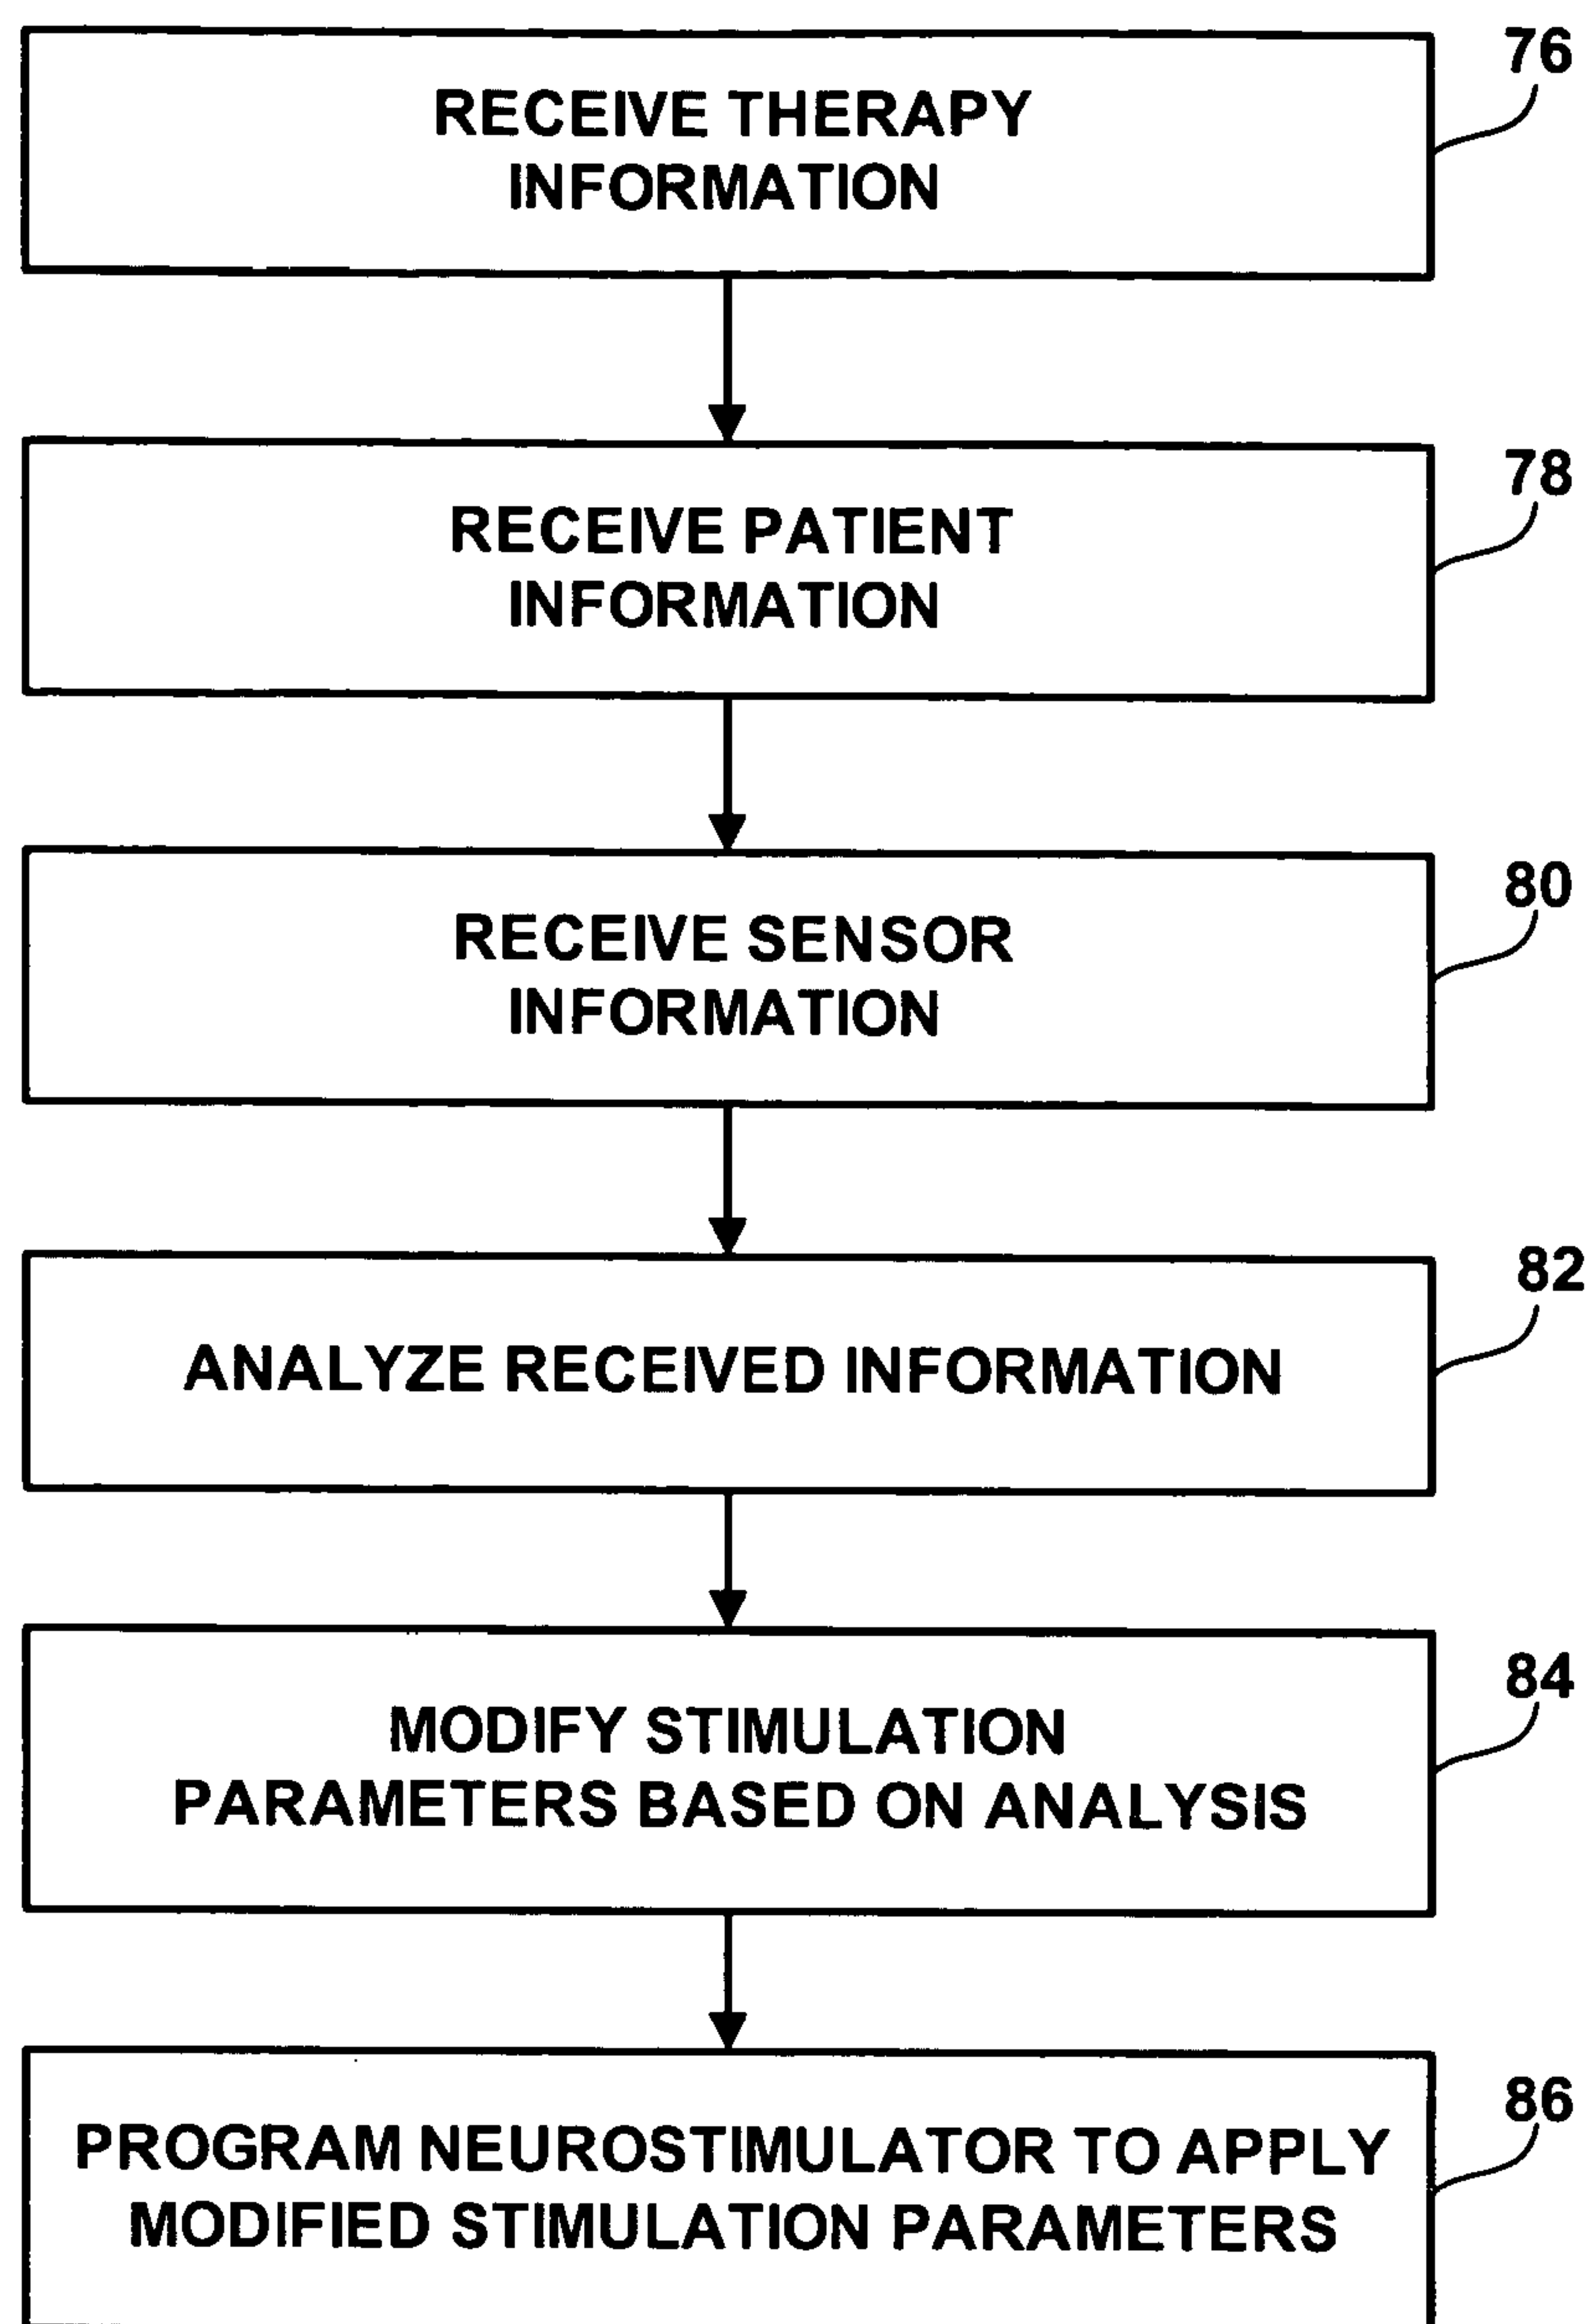 RECEIVE THERAPY
INFORMATION
76
RECEIVE PATIENT
INFORMATION
78
RECEIVE SENSOR
INFORMATION
80
ANALYZE RECEIVED INFORMATION
82
MODIFY STIMULATION
PARAMETERS BASED ON ANALYSIS
84
PROGRAM NEUROSTIMULATOR TO APPLY
MODIFIED STIMULATION PARAMETERS
86